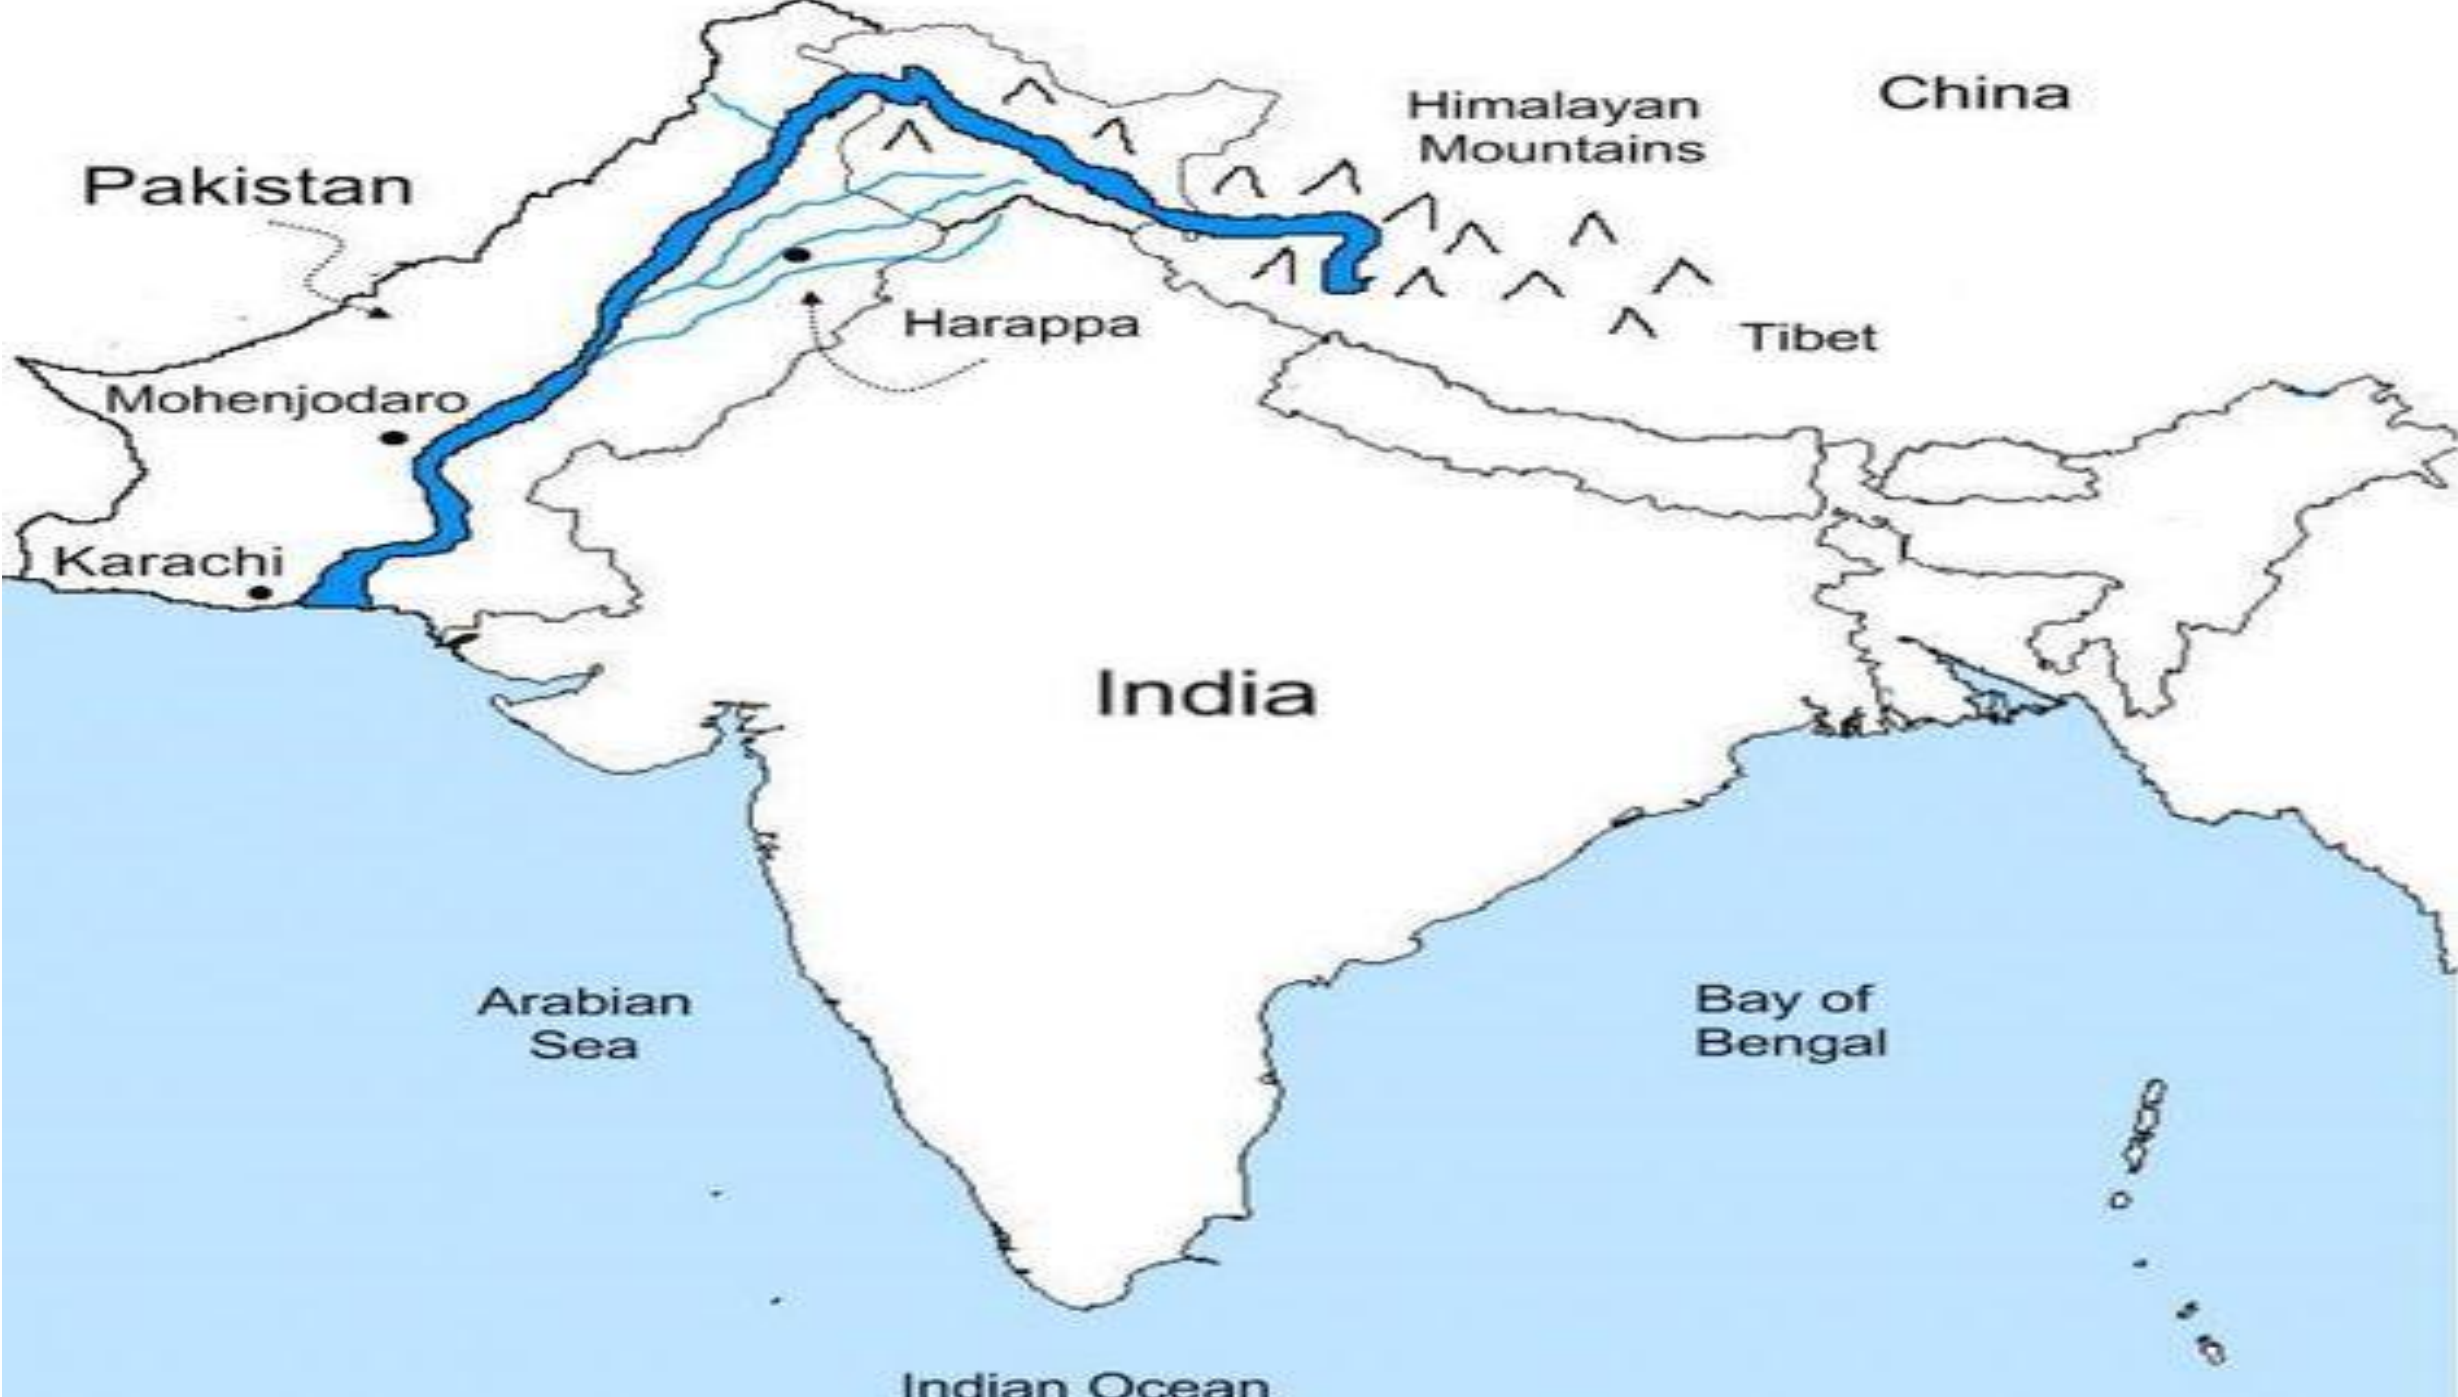 China
Himalayan
Mountains
Pakistan
Harappa
Tibet
Mohenjodaro
Karachi
India
Arabian
Sea
Bay of
Bengal
Indian Ocean